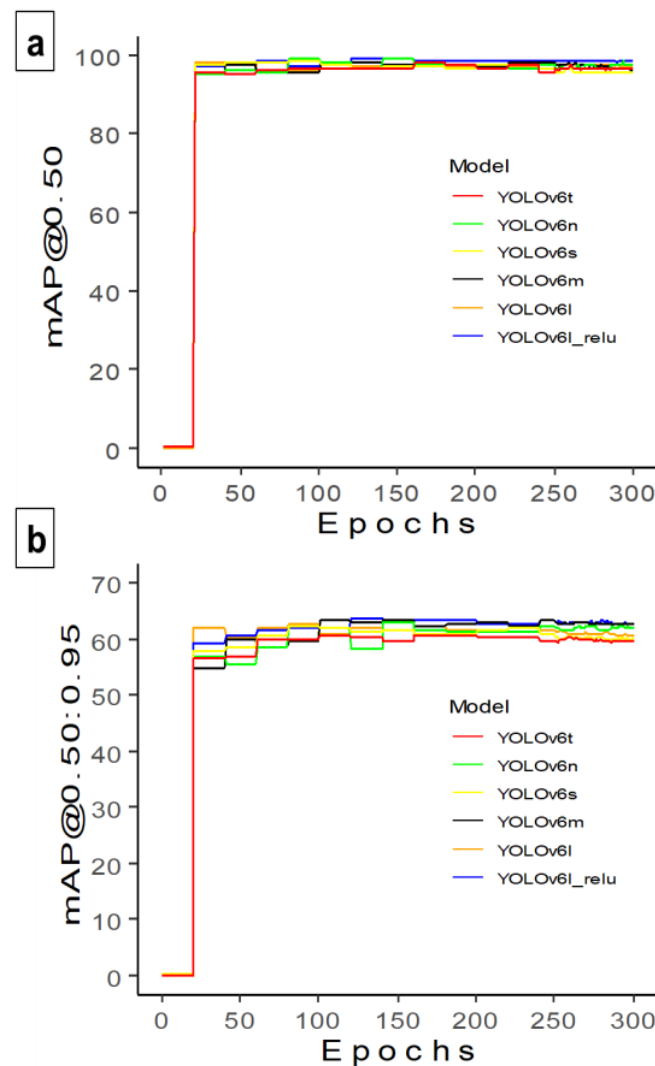 a
100
80
60
40
20
0
mAP@0.50
Model
YOLOv6t
YOLOv6n
YOLOv6s
YOLOv6m
YOLOv6l
YOLOv6l_relu
0 50 100 150 200 250 300
Epochs
b
70
60
50
40
30
20
10
0
mAP@0.50:0.95
Model
YOLOv6t
YOLOv6n
YOLOv6s
YOLOv6m
YOLOv6l
YOLOv6l_relu
0 50 100 150 200 250 300
Epochs